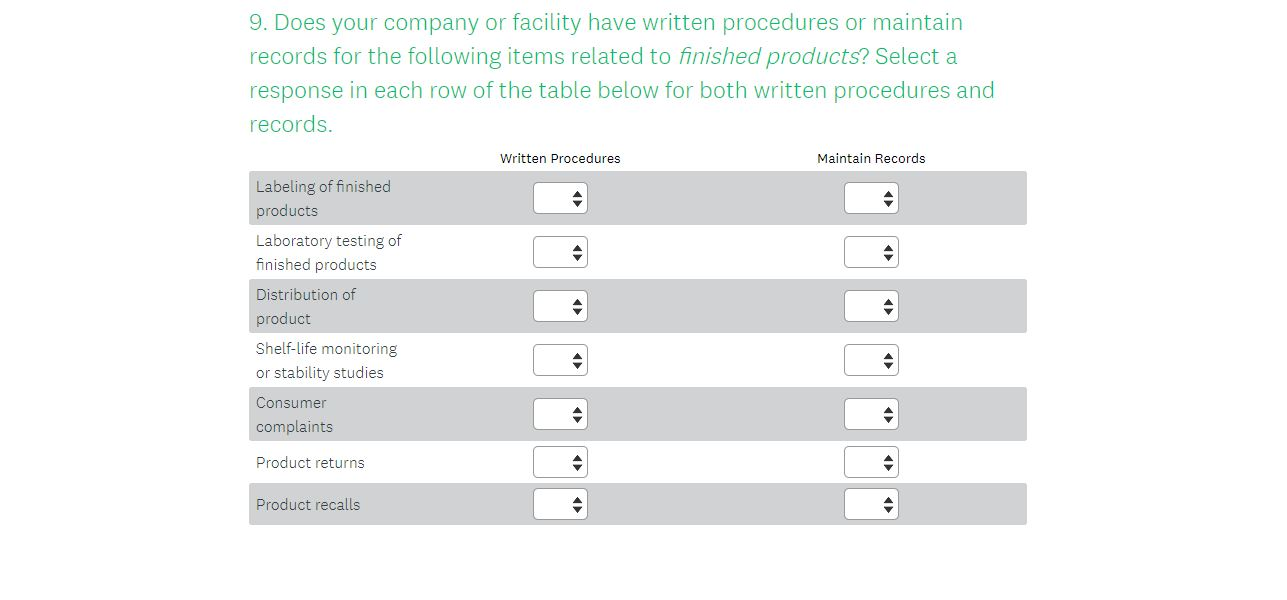 9. Does your company or facility have written procedures or maintain
records for the following items related to finished products? Select a
response in each row of the table below for both written procedures and
records.
Written Procedures Maintain Records
Labeling of finished
products
Laboratory testing of
finished products
Distribution of
product
Shelf-life monitoring
or stability studies
Consumer
complaints
Product returns
Product recalls